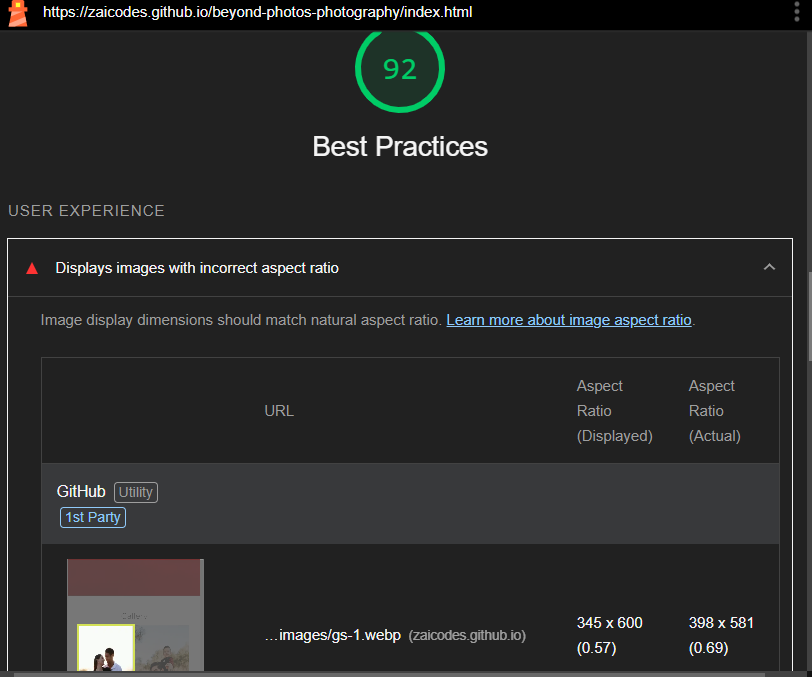 https://zaicodes.github.io/beyond-photos-photography/index.html
92
Best Practices
USER EXPERIENCE
Displays images with incorrect aspect ratio
Image display dimensions should match natural aspect ratio. Learn more about image aspect ratio.
URL
Aspect Ratio (Displayed)
Aspect Ratio (Actual)
GitHub Utility
1st Party
Gallery
…images/gs-1.webp (zaicodes.github.io)
345 x 600 (0.57)
398 x 581 (0.69)